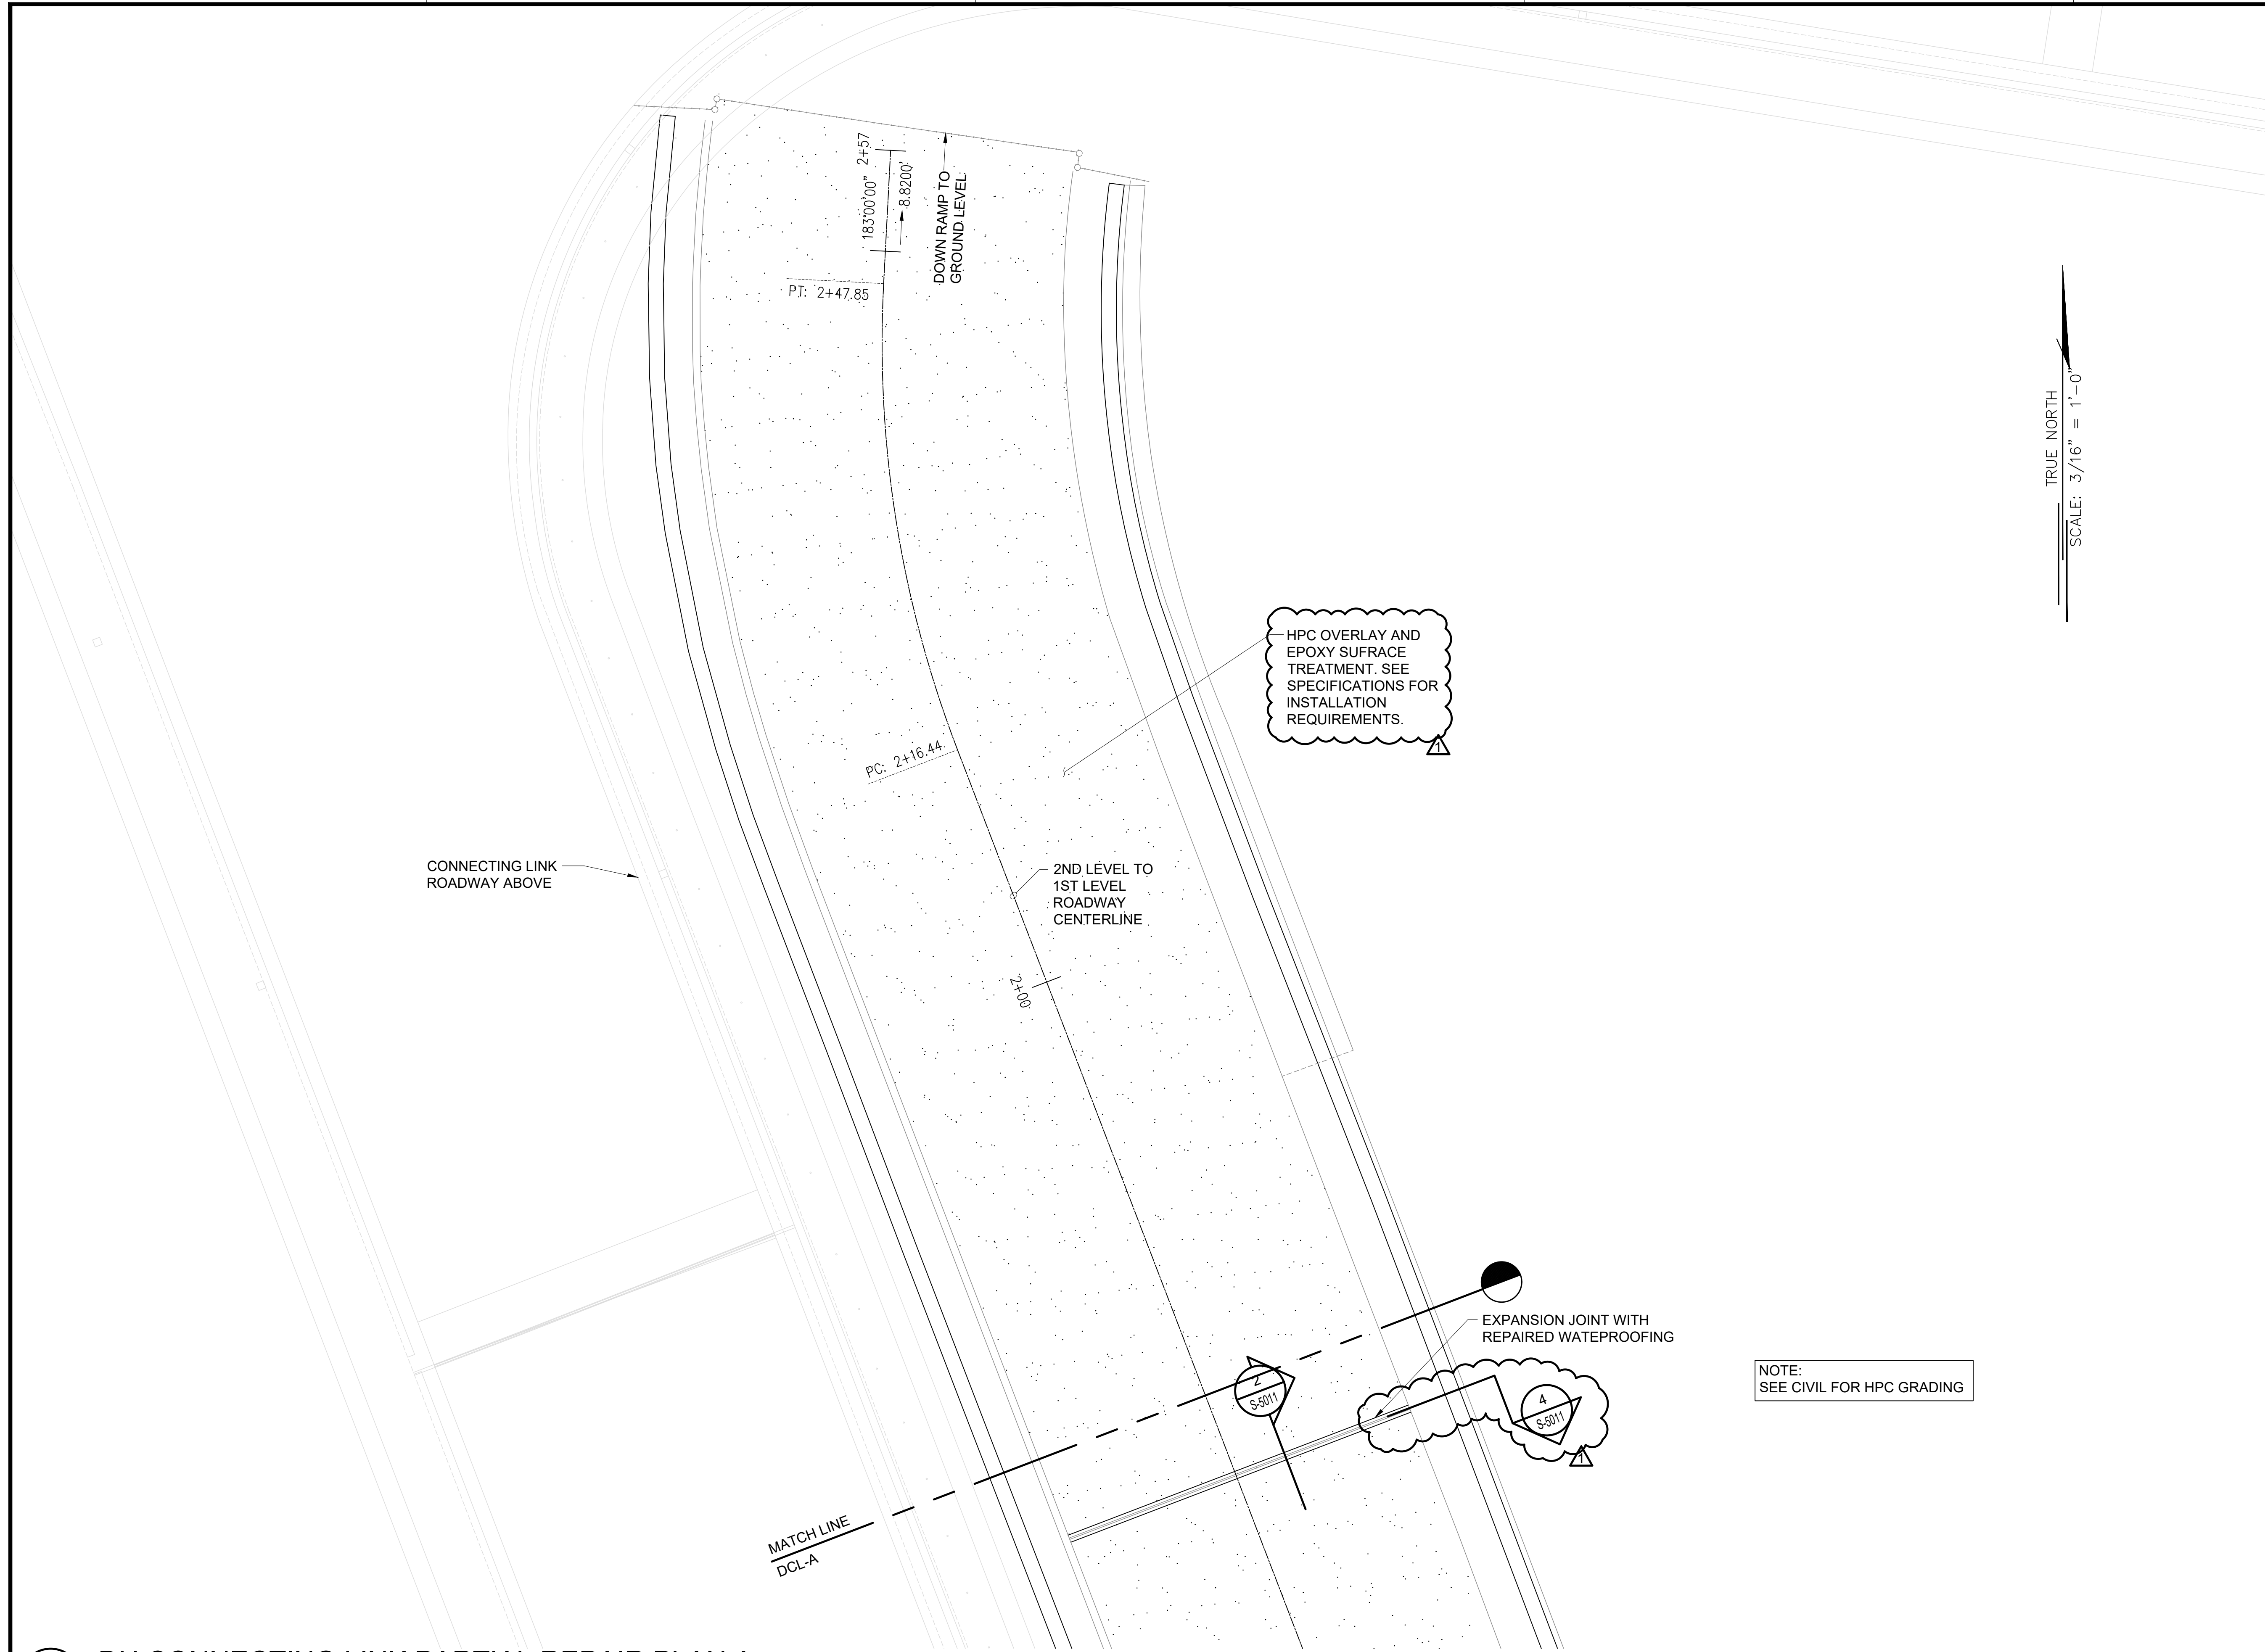 183°00'00" 2+57
8.8200'
DOWN RAMP TO
GROUND LEVEL
PT: 2+47.85
TRUE NORTH
SCALE: 3/16" = 1'-0"
HPC OVERLAY AND
EPOXY SUFRACE
TREATMENT. SEE
SPECIFICATIONS FOR
INSTALLATION
REQUIREMENTS.
1
PC: 2+16.44
CONNECTING LINK
ROADWAY ABOVE
2ND LEVEL TO
1ST LEVEL
ROADWAY
CENTERLINE
2+00
EXPANSION JOINT WITH
REPAIRED WATEPROOFING
NOTE:
SEE CIVIL FOR HPC GRADING
2
S-5011
4
S-5011
1
MATCH LINE
DCL-A